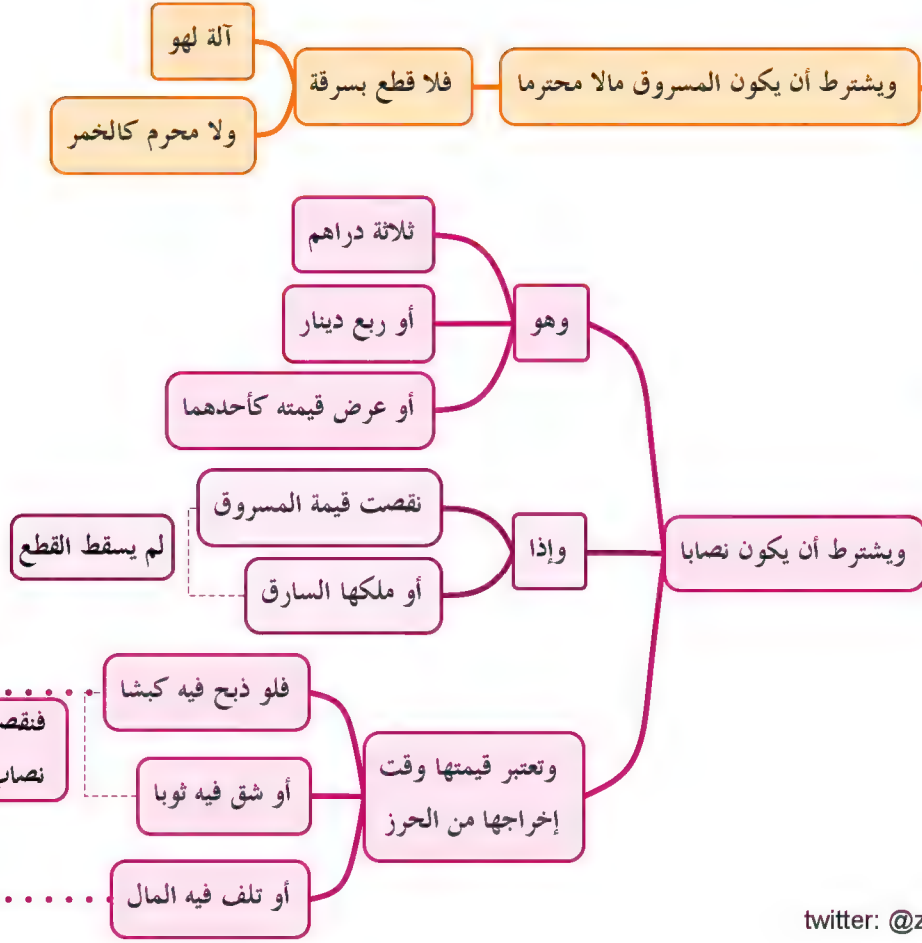 ويشترط أن يكون المسروق مالا محترما
فلا قطع بسرقة
آلة لهو
ولا محرم كالخمر
ويشترط أن يكون نصابا
وهو
ثلاثة دراهم
أو ربع دينار
أو عرض قيمته كأحدهما
وإذا
نقصت قيمة المسروق
أو ملكها السارق
لم يسقط القطع
وتعتبر قيمتها وقت
إخراجها من الحرز
فلو ذبح فيه كبشا
أو شق فيه ثوبا
فنقصت
نصاب
أو تلف فيه المال
twitter: @z